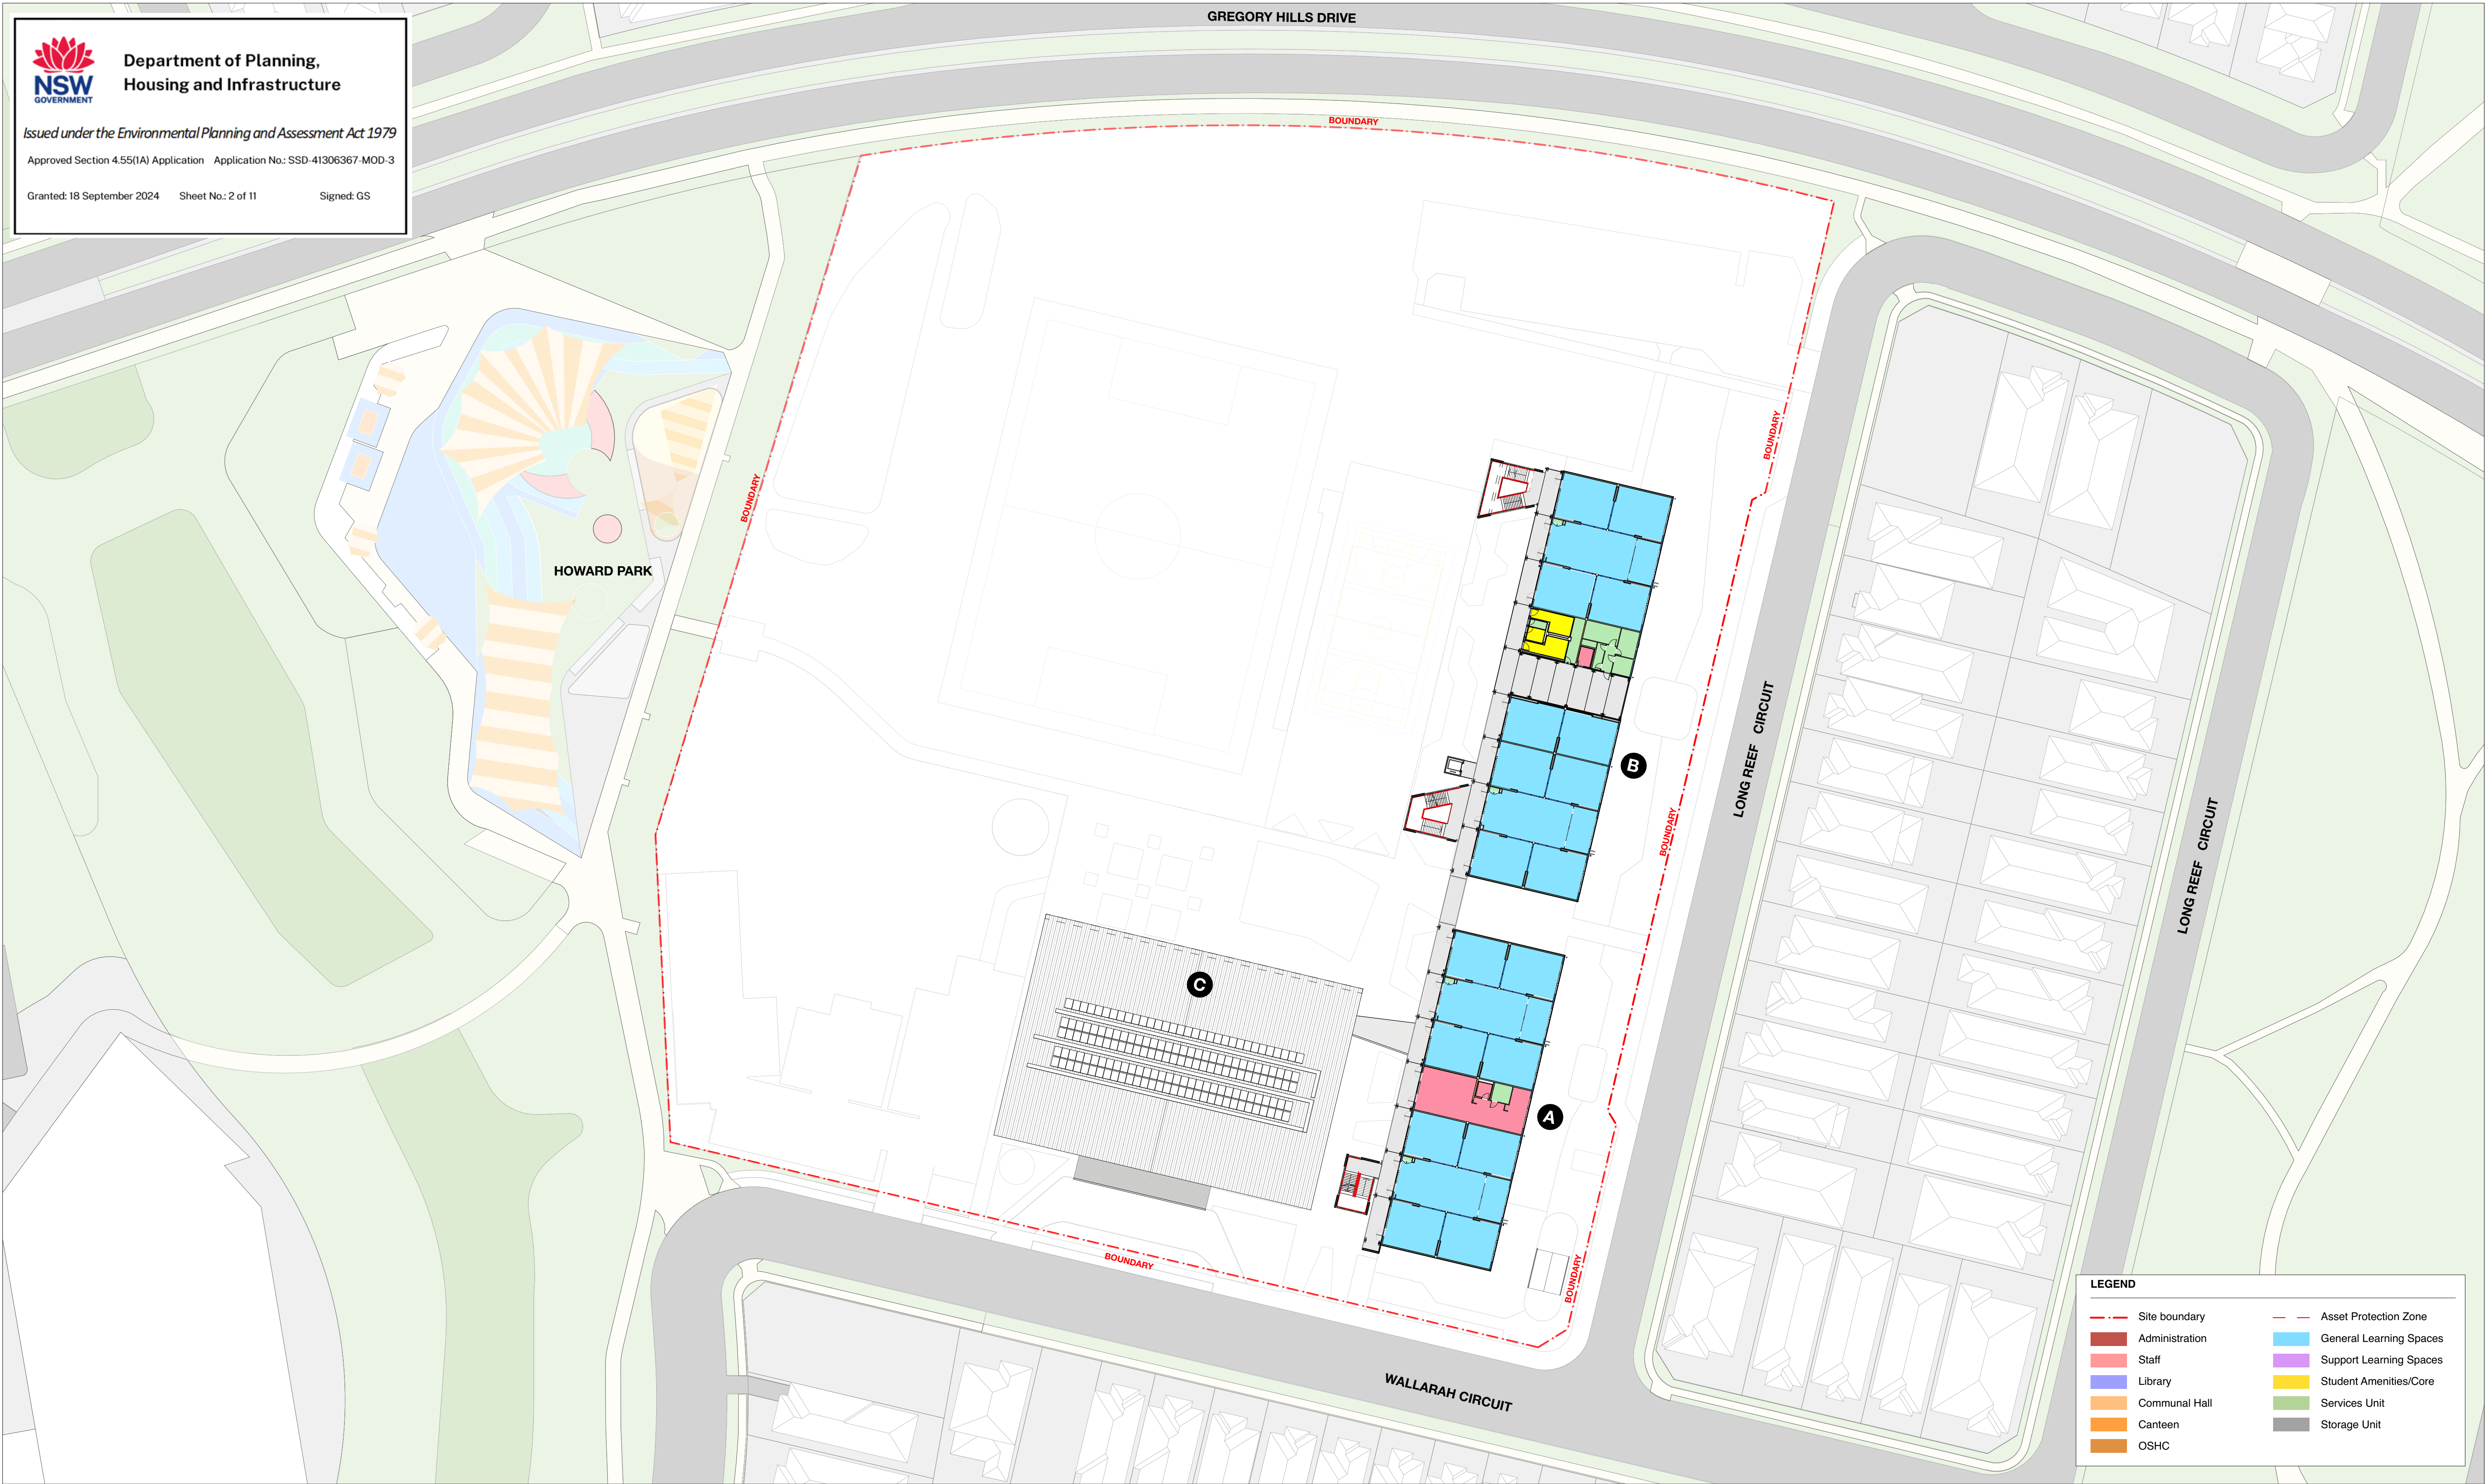 GREGORY HILLS DRIVE
NSW
GOVERNMENT
Department of Planning,
Housing and Infrastructure
Issued under the Environmental Planning and Assessment Act 1979
Approved Section 4.55(1A) Application Application No.: SSD-41306367-MOD-3
Granted: 18 September 2024 Sheet No.: 2 of 11 Signed: GS
BOUNDARY
BOUNDARY
BOUNDARY
HOWARD PARK
B
LONG REEF CIRCUIT
BOUNDARY
LONG REEF CIRCUIT
C
A
BOUNDARY
BOUNDARY
WALLARAH CIRCUIT
LEGEND
Site boundary
Administration
Staff
Library
Communal Hall
Canteen
OSHC
Asset Protection Zone
General Learning Spaces
Support Learning Spaces
Student Amenities/Core
Services Unit
Storage Unit